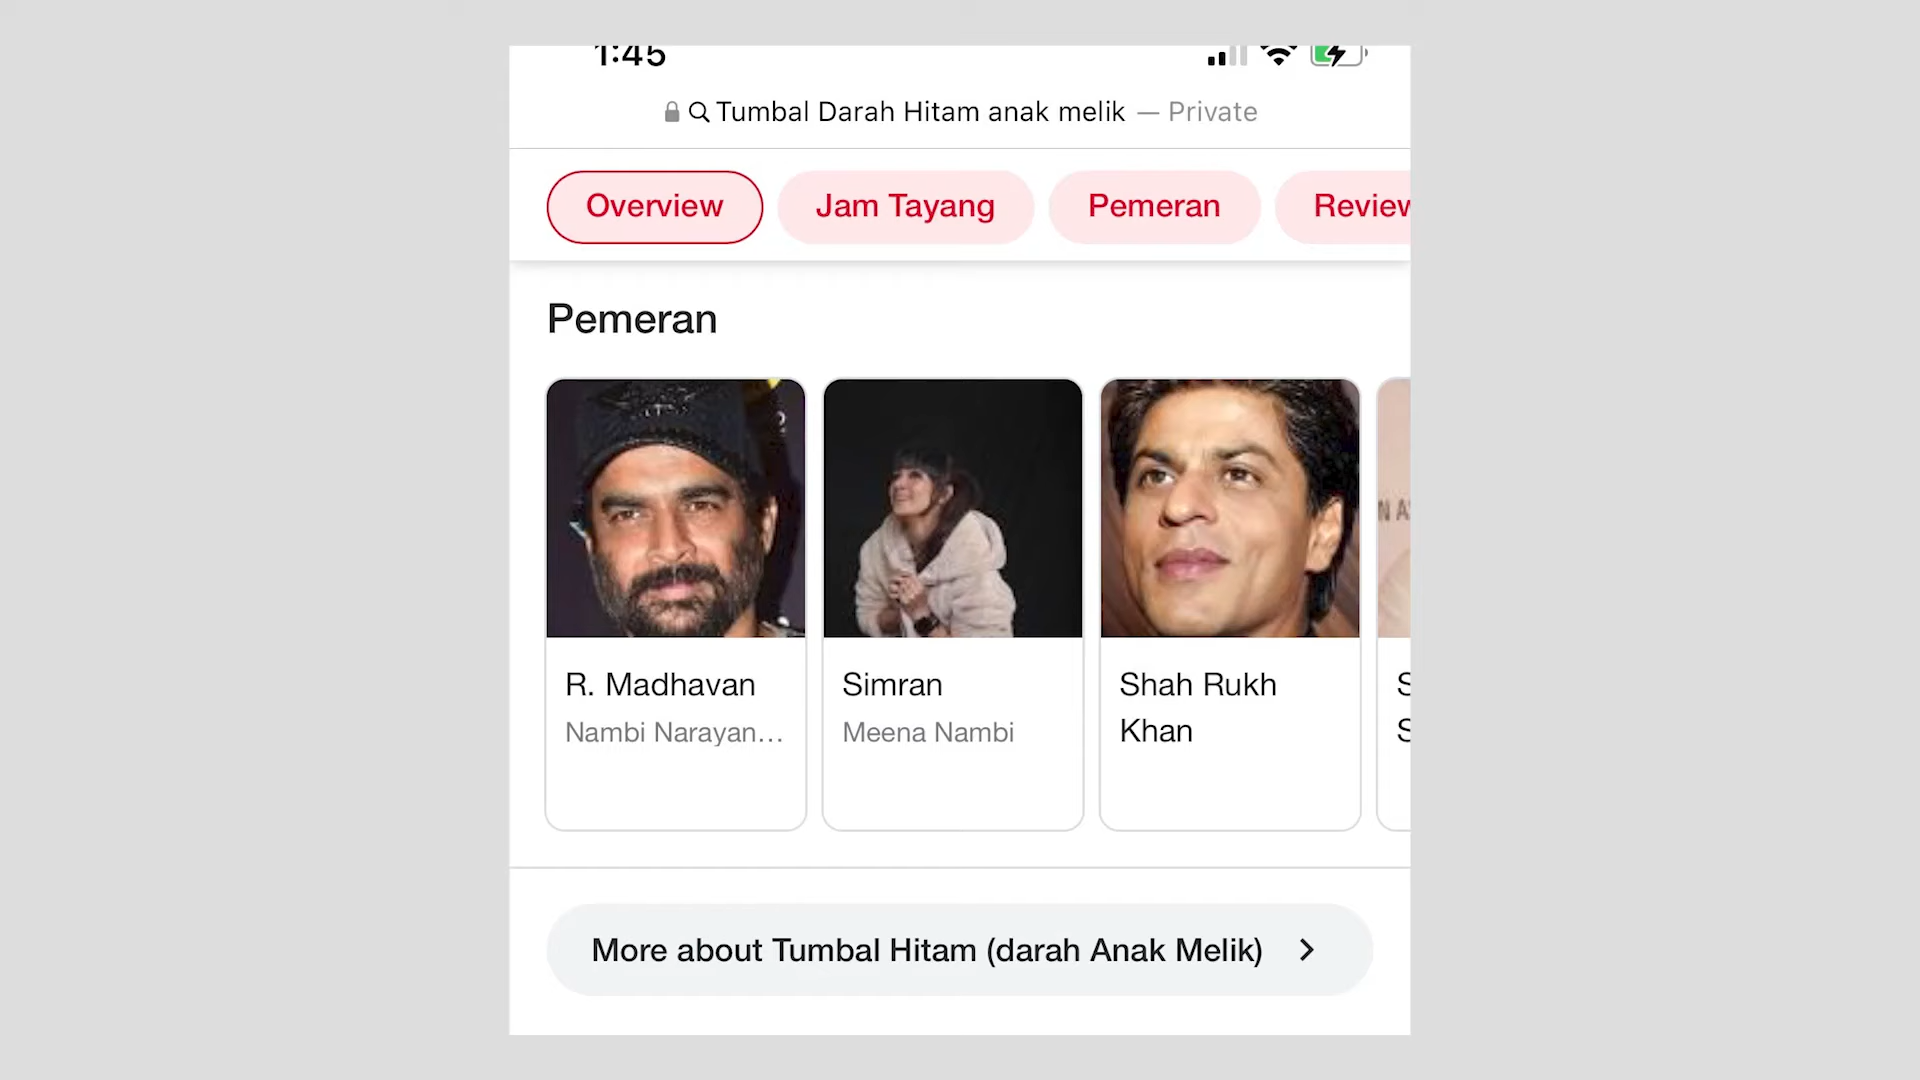 1:45
Tumbal Darah Hitam anak melik — Private
Overview
Jam Tayang
Pemeran
Review
Pemeran
R. Madhavan
Nambi Narayan...
Simran
Meena Nambi
Shah Rukh
Khan
S
S
More about Tumbal Hitam (darah Anak Melik)